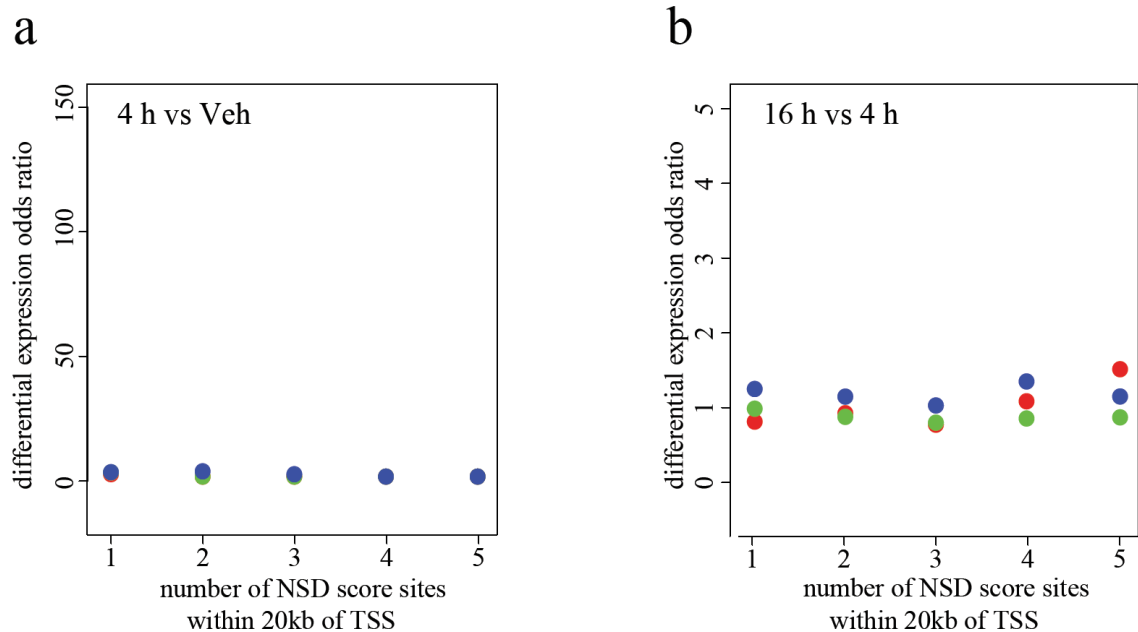 a
4 h vs Veh
differential expression odds ratio
150
100
50
0
1 2 3 4 5
number of NSD score sites
within 20kb of TSS
b
16 h vs 4 h
differential expression odds ratio
5
4
3
2
1
0
1 2 3 4 5
number of NSD score sites
within 20kb of TSS